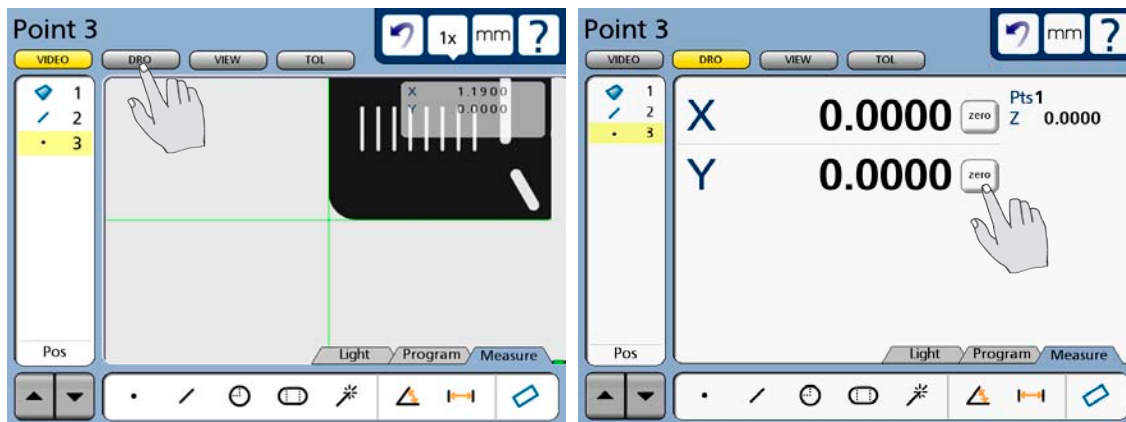 Point 3
1x mm ?
VIDEO DRO VIEW TOL
1
2
3
X 1.1900
Y 0.0000
Pos
Light Program Measure
Point 3
mm ?
VIDEO DRO VIEW TOL
1
2
3
X 0.0000 zero
Pts 1
Z 0.0000
Y 0.0000 zero
Pos
Light Program Measure